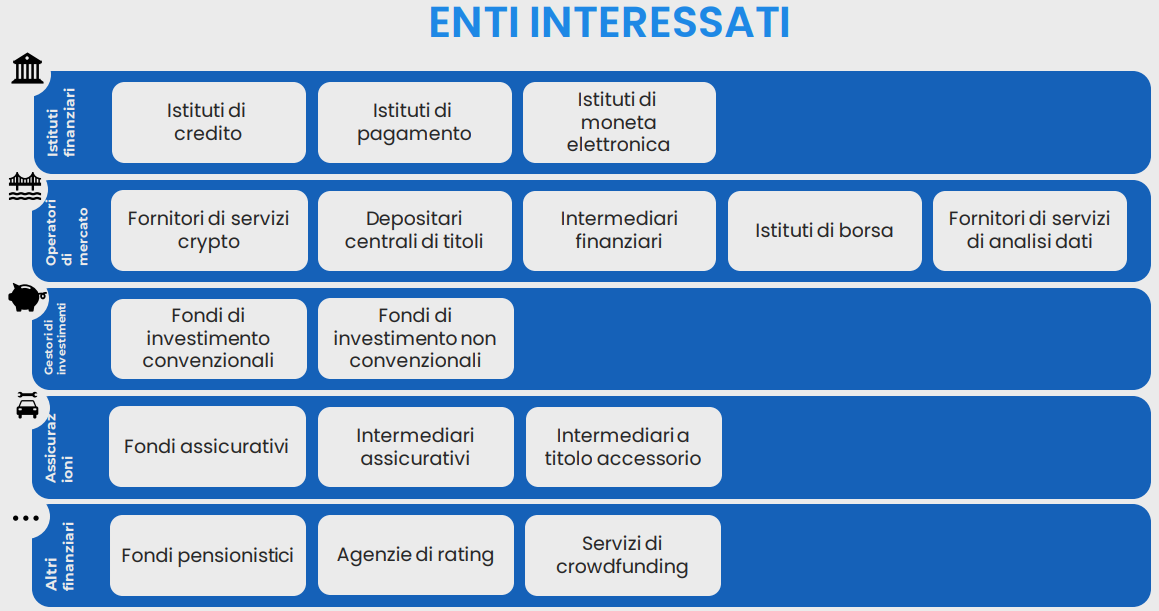 ENTI INTERESSATI
Istituti
finanziari
Istituti di
credito
Istituti di
pagamento
Istituti di
moneta
elettronica
Operatori
di
mercato
Fornitori di servizi
crypto
Depositari
centrali di titoli
Intermediari
finanziari
Istituti di borsa
Fornitori di servizi
di analisi dati
Gestori di
investimenti
Fondi di
investimento
convenzionali
Fondi di
investimento non
convenzionali
Assicuraz
ioni
Fondi assicurativi
Intermediari
assicurativi
Intermediari a
titolo accessorio
Altri
finanziari
Fondi pensionistici
Agenzie di rating
Servizi di
crowdfunding